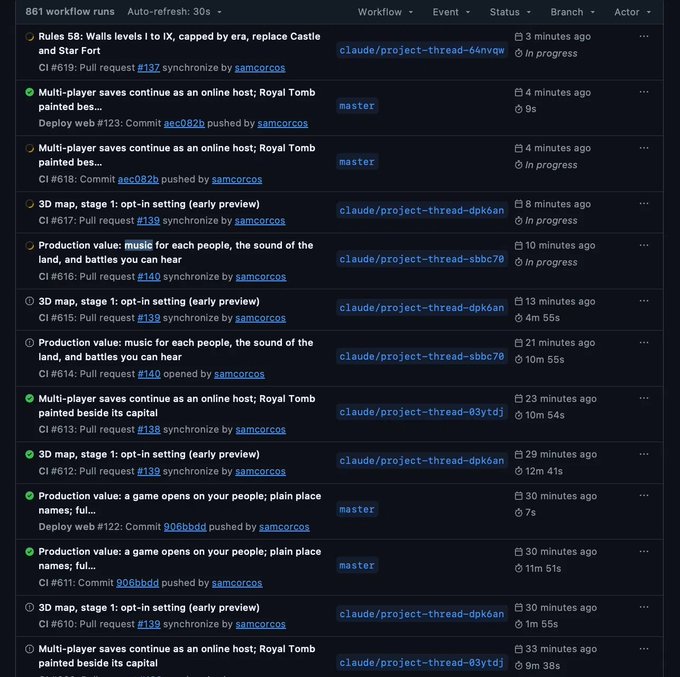 861 workflow runs Auto-refresh: 30s Workflow Event Status Branch Actor
Rules 58: Walls levels I to IX, capped by era, replace Castle
and Star Fort
claude/project-thread-64nvqw
3 minutes ago
In progress
CI #619: Pull request #137 synchronize by samcorcos
Multi-player saves continue as an online host; Royal Tomb
painted bes...
master
4 minutes ago
9s
Deploy web #123: Commit aec082b pushed by samcorcos
Multi-player saves continue as an online host; Royal Tomb
painted bes...
master
4 minutes ago
In progress
CI #618: Commit aec082b pushed by samcorcos
3D map, stage 1: opt-in setting (early preview)
claude/project-thread-dpk6an
8 minutes ago
In progress
CI #617: Pull request #139 synchronize by samcorcos
Production value: music for each people, the sound of the
land, and battles you can hear
claude/project-thread-sbbc70
10 minutes ago
In progress
CI #616: Pull request #140 synchronize by samcorcos
3D map, stage 1: opt-in setting (early preview)
claude/project-thread-dpk6an
13 minutes ago
4m 55s
CI #615: Pull request #139 synchronize by samcorcos
Production value: music for each people, the sound of the
land, and battles you can hear
claude/project-thread-sbbc70
21 minutes ago
10m 55s
CI #614: Pull request #140 opened by samcorcos
Multi-player saves continue as an online host; Royal Tomb
painted beside its capital
claude/project-thread-03ytdj
23 minutes ago
10m 54s
CI #613: Pull request #138 synchronize by samcorcos
3D map, stage 1: opt-in setting (early preview)
claude/project-thread-dpk6an
29 minutes ago
12m 41s
CI #612: Pull request #139 synchronize by samcorcos
Production value: a game opens on your people; plain place
names; ful...
master
30 minutes ago
7s
Deploy web #122: Commit 906bbdd pushed by samcorcos
Production value: a game opens on your people; plain place
names; ful...
master
30 minutes ago
11m 51s
CI #611: Commit 906bbdd pushed by samcorcos
3D map, stage 1: opt-in setting (early preview)
claude/project-thread-dpk6an
30 minutes ago
1m 55s
CI #610: Pull request #139 synchronize by samcorcos
Multi-player saves continue as an online host; Royal Tomb
painted beside its capital
claude/project-thread-03ytdj
33 minutes ago
9m 38s